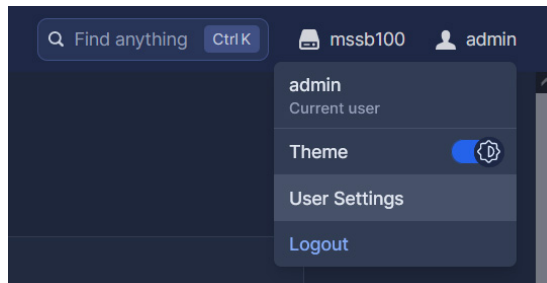 Find anything Ctrl K mssb100 admin
admin
Current user
Theme
User Settings
Logout